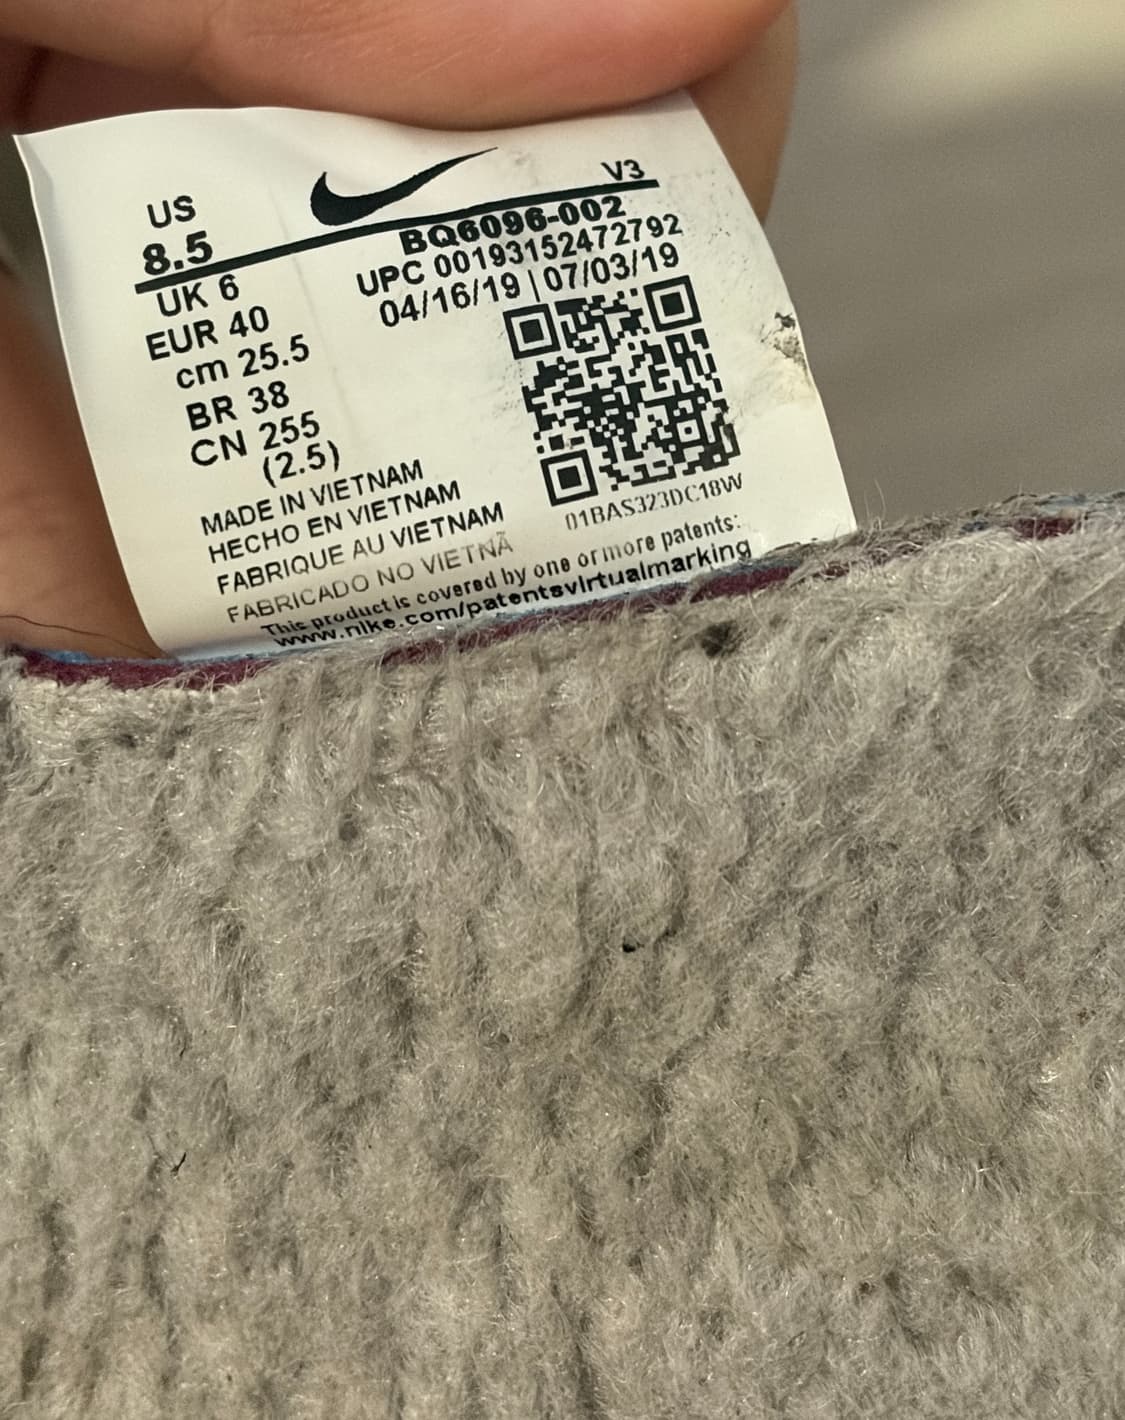 US
8.5
UK 6
EUR 40
cm 25.5
BR 38
CN 255
(2.5)
V3
BQ6096-002
UPC 00193152472792
04/16/19 | 07/03/19
01BAS323DC18W
MADE IN VIETNAM
HECHO EN VIETNAM
FABRIQUE AU VIETNAM
FABRICADO NO VIETNÃ
This product is covered by one or more patents:
www.nike.com/patentsvirtualmarking